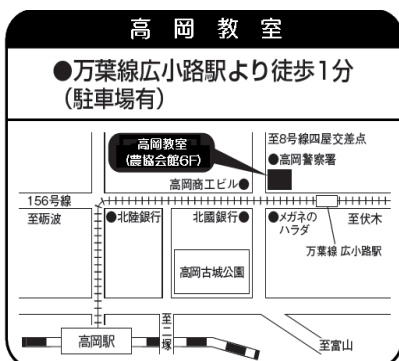 高岡教室
●万葉線広小路駅より徒歩1分
(駐車場有)
至8号線四屋交差点
高岡教室
(農協会館6F)
●高岡警察署
高岡商工ビル●
156号線
至砺波
●北陸銀行
北國銀行●
●メガネの
ハラダ
至伏木
万葉線 広小路駅
高岡古城公園
至二塚
高岡駅
至富山